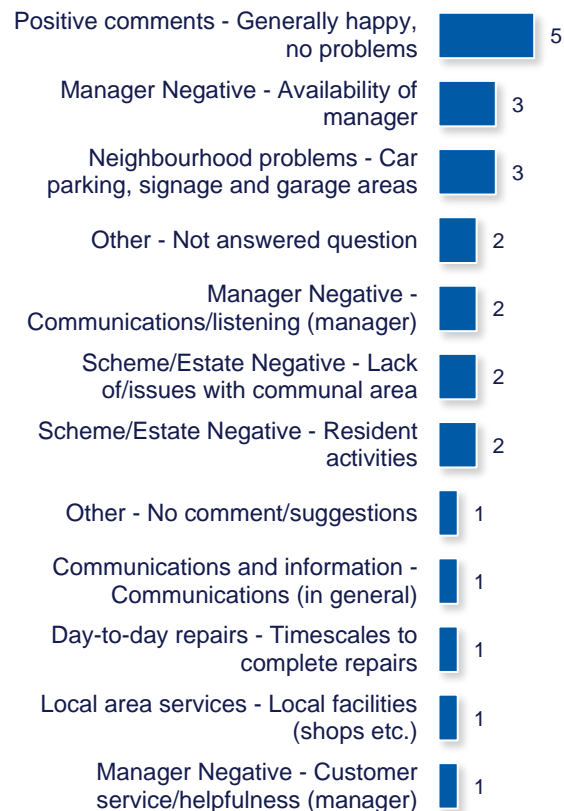 Positive comments - Generally happy,
no problems
5
Manager Negative - Availability of
manager
3
Neighbourhood problems - Car
parking, signage and garage areas
3
Other - Not answered question
2
Manager Negative -
Communications/listening (manager)
2
Scheme/Estate Negative - Lack
of/issues with communal area
2
Scheme/Estate Negative - Resident
activities
2
Other - No comment/suggestions
1
Communications and information -
Communications (in general)
1
Day-to-day repairs - Timescales to
complete repairs
1
Local area services - Local facilities
(shops etc.)
1
Manager Negative - Customer
service/helpfulness (manager)
1